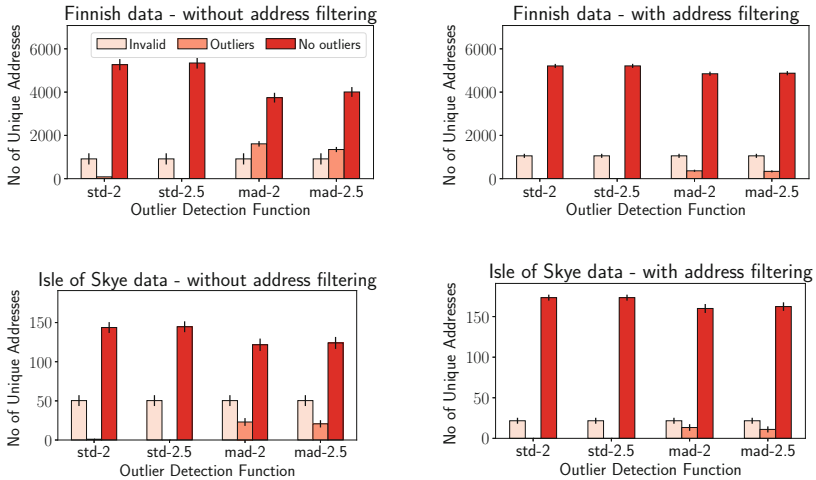 Finnish data - without address filtering
Invalid
Outliers
No outliers
No of Unique Addresses
6000
4000
2000
0
std-2
std-2.5
mad-2
mad-2.5
Outlier Detection Function
Finnish data - with address filtering
No of Unique Addresses
6000
4000
2000
0
std-2
std-2.5
mad-2
mad-2.5
Outlier Detection Function
Isle of Skye data - without address filtering
No of Unique Addresses
150
100
50
0
std-2
std-2.5
mad-2
mad-2.5
Outlier Detection Function
Isle of Skye data - with address filtering
No of Unique Addresses
150
100
50
0
std-2
std-2.5
mad-2
mad-2.5
Outlier Detection Function